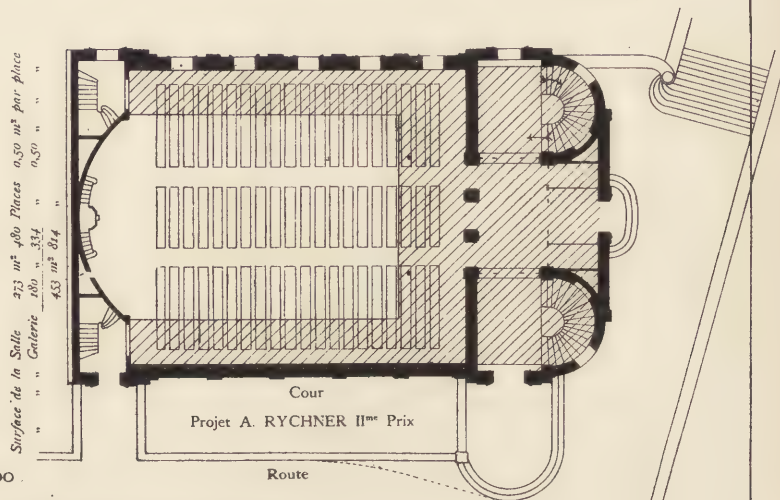 Surface de la Salle 273 m² 480 Places 0,50 m² par place
" " " Galerie 180 " 334 " 0,50 " " "
453 m² 814 "
Cour
Projet A. RYCHNER IIᵐᵉ Prix
Route